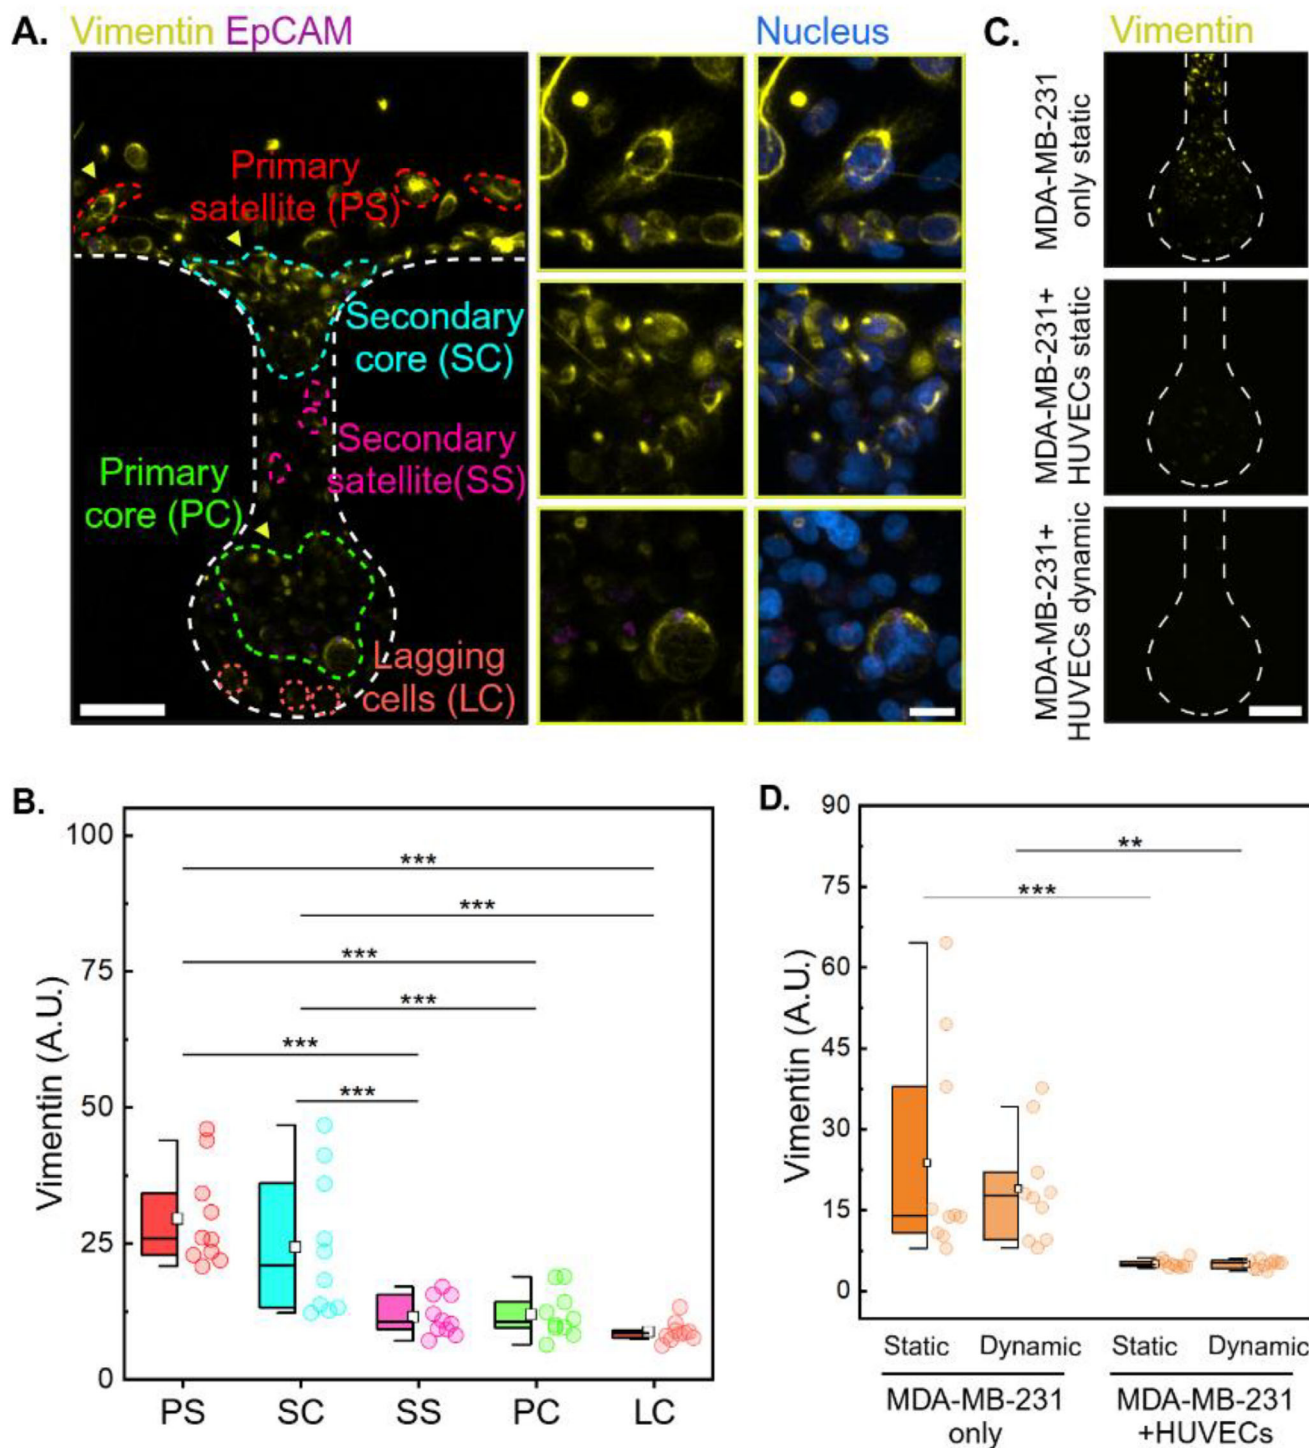 A.
Vimentin EpCAM
Nucleus
Primary
satellite (PS)
Secondary
core (SC)
Secondary
satellite(SS)
Primary
core (PC)
Lagging
cells (LC)
C.
Vimentin
MDA-MB-231
only static
MDA-MB-231+
HUVECs static
MDA-MB-231+
HUVECs dynamic
B.
Vimentin (A.U.)
100
75
50
25
0
***
***
***
***
***
***
PS SC SS PC LC
D.
Vimentin (A.U.)
90
75
60
45
30
15
0
**
***
Static Dynamic Static Dynamic
MDA-MB-231
only
MDA-MB-231
+HUVECs